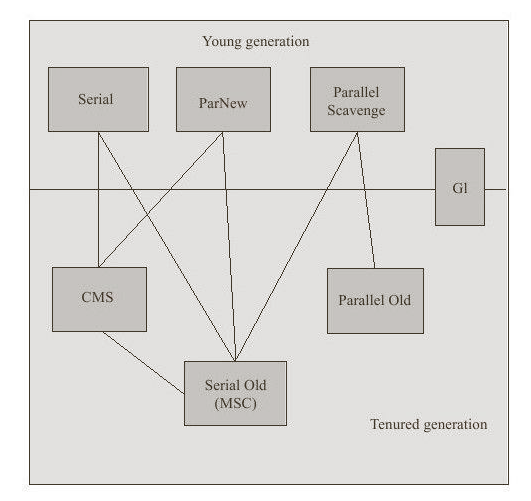 Young generation
Serial
ParNew
Parallel
Scavenge
Gl
CMS
Parallel Old
Serial Old
(MSC)
Tenured generation